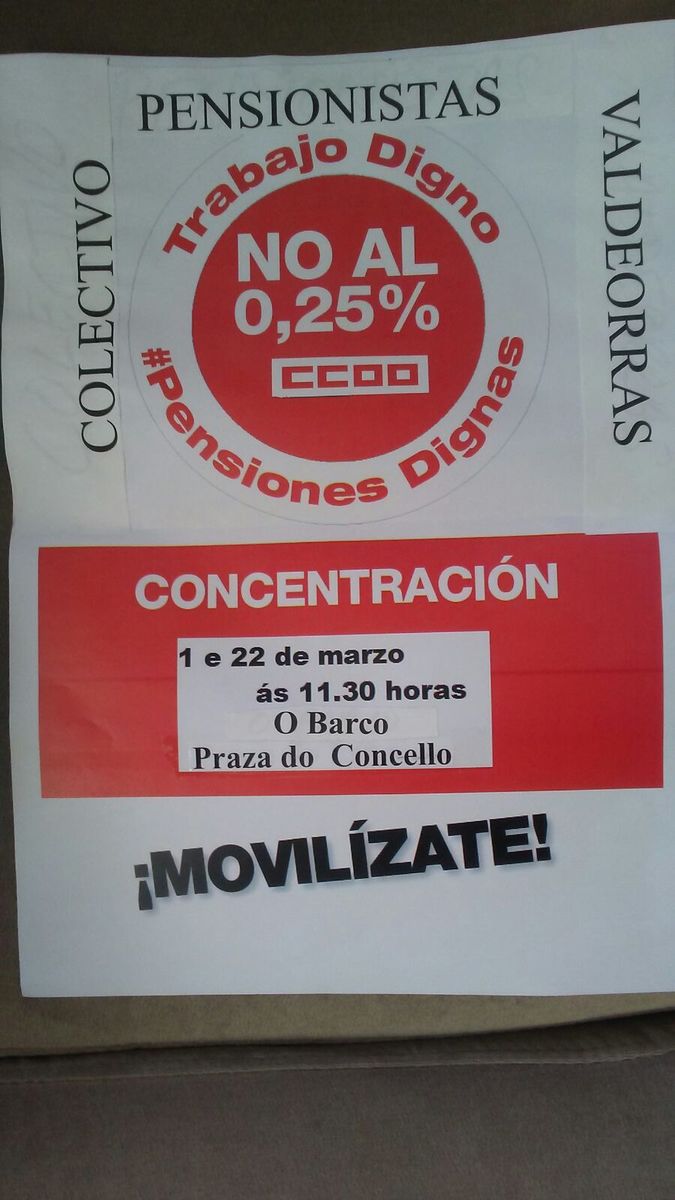 COLECTIVO
PENSIONISTAS
VALDEORRAS
Trabajo Digno
NO AL
0,25%
CCOO
#Pensiones Dignas
CONCENTRACIÓN
1 e 22 de marzo
ás 11.30 horas
O Barco
Praza do Concello
¡MOVILÍZATE!